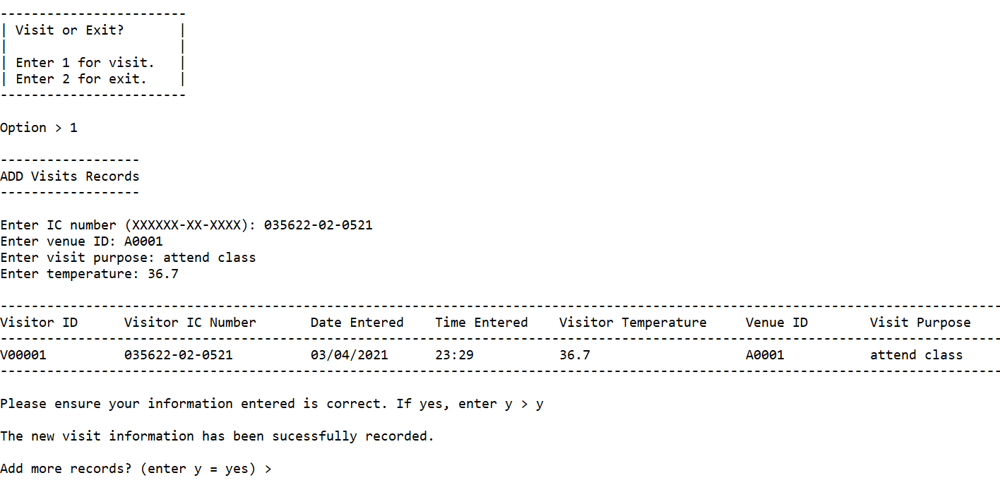 ------------------------
| Visit or Exit?       |
|                      |
| Enter 1 for visit.   |
| Enter 2 for exit.    |
------------------------
Option > 1
------------------
ADD Visits Records
------------------
Enter IC number (XXXXXX-XX-XXXX): 035622-02-0521
Enter venue ID: A0001
Enter visit purpose: attend class
Enter temperature: 36.7
---------------------------------------------------------------------------------------------------------------------------------
Visitor ID      Visitor IC Number       Date Entered    Time Entered    Visitor Temperature     Venue ID        Visit Purpose
---------------------------------------------------------------------------------------------------------------------------------
V00001          035622-02-0521          03/04/2021      23:29           36.7                    A0001           attend class
---------------------------------------------------------------------------------------------------------------------------------
Please ensure your information entered is correct. If yes, enter y > y
The new visit information has been sucessfully recorded.
Add more records? (enter y = yes) >